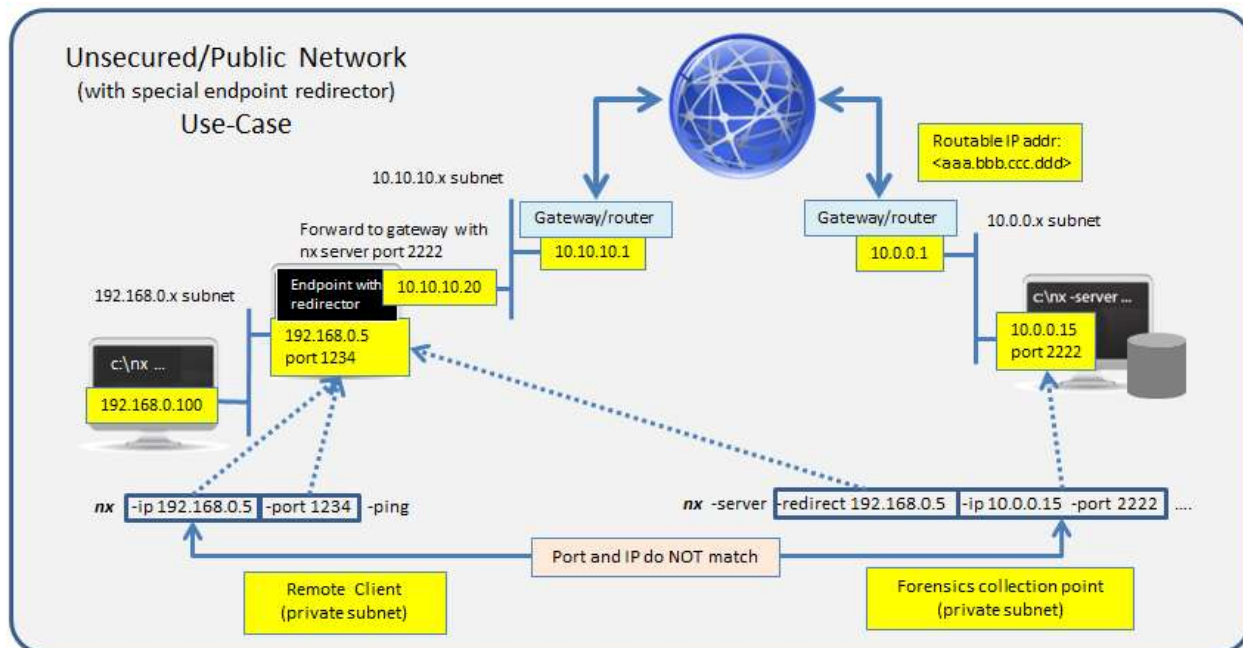 Unsecured/Public Network
(with special endpoint redirector)
Use-Case
Routable IP addr:
<aaa.bbb.ccc.ddd>
10.10.10.x subnet
Gateway/router
10.10.10.1
Gateway/router
10.0.0.1
10.0.0.x subnet
Forward to gateway with
nx server port 2222
Endpoint with
redirector
10.10.10.20
192.168.0.5
port 1234
192.168.0.x subnet
c:\nx ...
192.168.0.100
c:\nx -server ...
10.0.0.15
port 2222
nx -ip 192.168.0.5 -port 1234 -ping
nx -server -redirect 192.168.0.5 -ip 10.0.0.15 -port 2222 ....
Port and IP do NOT match
Remote Client
(private subnet)
Forensics collection point
(private subnet)